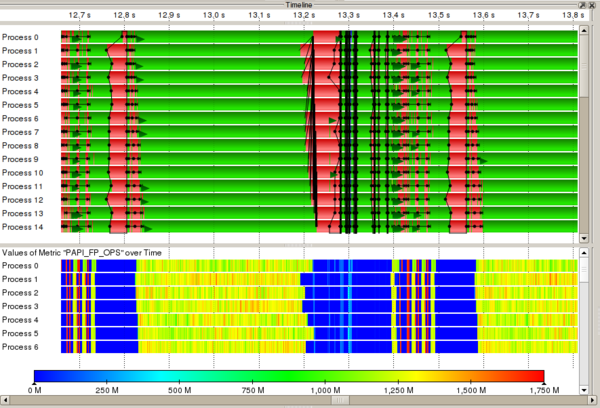 Timeline
12,7 s 12,8 s 12,9 s 13,0 s 13,1 s 13,2 s 13,3 s 13,4 s 13,5 s 13,6 s 13,7 s 13,8 s
Process 0
Process 1
Process 2
Process 3
Process 4
Process 5
Process 6
Process 7
Process 8
Process 9
Process 10
Process 11
Process 12
Process 13
Process 14
Values of Metric "PAPI_FP_OPS" over Time
Process 0
Process 1
Process 2
Process 3
Process 4
Process 5
Process 6
0 M 250 M 500 M 750 M 1,000 M 1,250 M 1,500 M 1,750 M